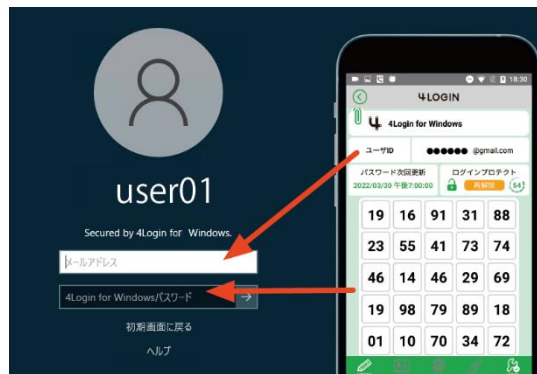 user01
Secured by 4Login for Windows.
メールアドレス
4Login for Windowsパスワード
初期画面に戻る
ヘルプ
18:30
4LOGIN
4Login for Windows
ユーザID ●●●●●● @gmail.com
パスワード次回更新 ログインプロテクト
2022/03/30 午後7:00:00 再解除 54
19 16 91 31 88
23 55 41 73 74
46 14 46 29 69
19 98 79 89 18
01 10 70 34 72